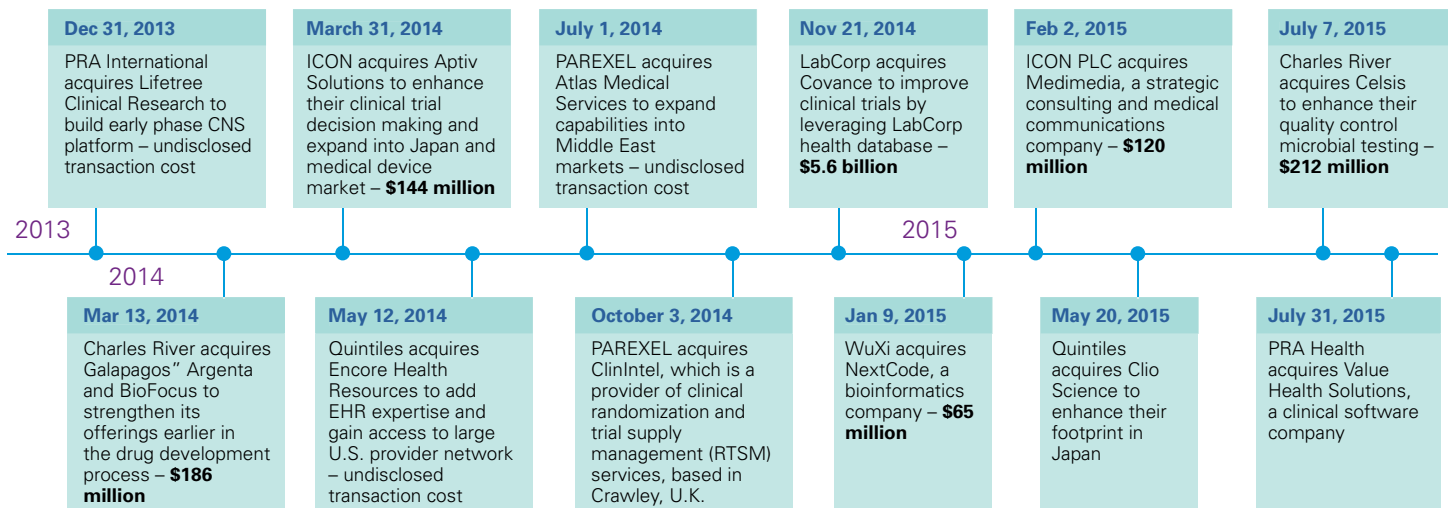 Dec 31, 2013
PRA International
acquires Lifetree
Clinical Research to
build early phase CNS
platform – undisclosed
transaction cost
March 31, 2014
ICON acquires Aptiv
Solutions to enhance
their clinical trial
decision making and
expand into Japan and
medical device
market – $144 million
July 1, 2014
PAREXEL acquires
Atlas Medical
Services to expand
capabilities into
Middle East
markets – undisclosed
transaction cost
Nov 21, 2014
LabCorp acquires
Covance to improve
clinical trials by
leveraging LabCorp
health database –
$5.6 billion
Feb 2, 2015
ICON PLC acquires
Medimedia, a strategic
consulting and medical
communications
company – $120
million
July 7, 2015
Charles River
acquires Celsis
to enhance their
quality control
microbial testing –
$212 million
2013
2015
2014
Mar 13, 2014
Charles River acquires
Galapagos” Argenta
and BioFocus to
strengthen its
offerings earlier in
the drug development
process – $186
million
May 12, 2014
Quintiles acquires
Encore Health
Resources to add
EHR expertise and
gain access to large
U.S. provider network
– undisclosed
transaction cost
October 3, 2014
PAREXEL acquires
ClinIntel, which is a
provider of clinical
randomization and
trial supply
management (RTSM)
services, based in
Crawley, U.K.
Jan 9, 2015
WuXi acquires
NextCode, a
bioinformatics
company – $65
million
May 20, 2015
Quintiles
acquires Clio
Science to
enhance their
footprint in
Japan
July 31, 2015
PRA Health
acquires Value
Health Solutions,
a clinical software
company